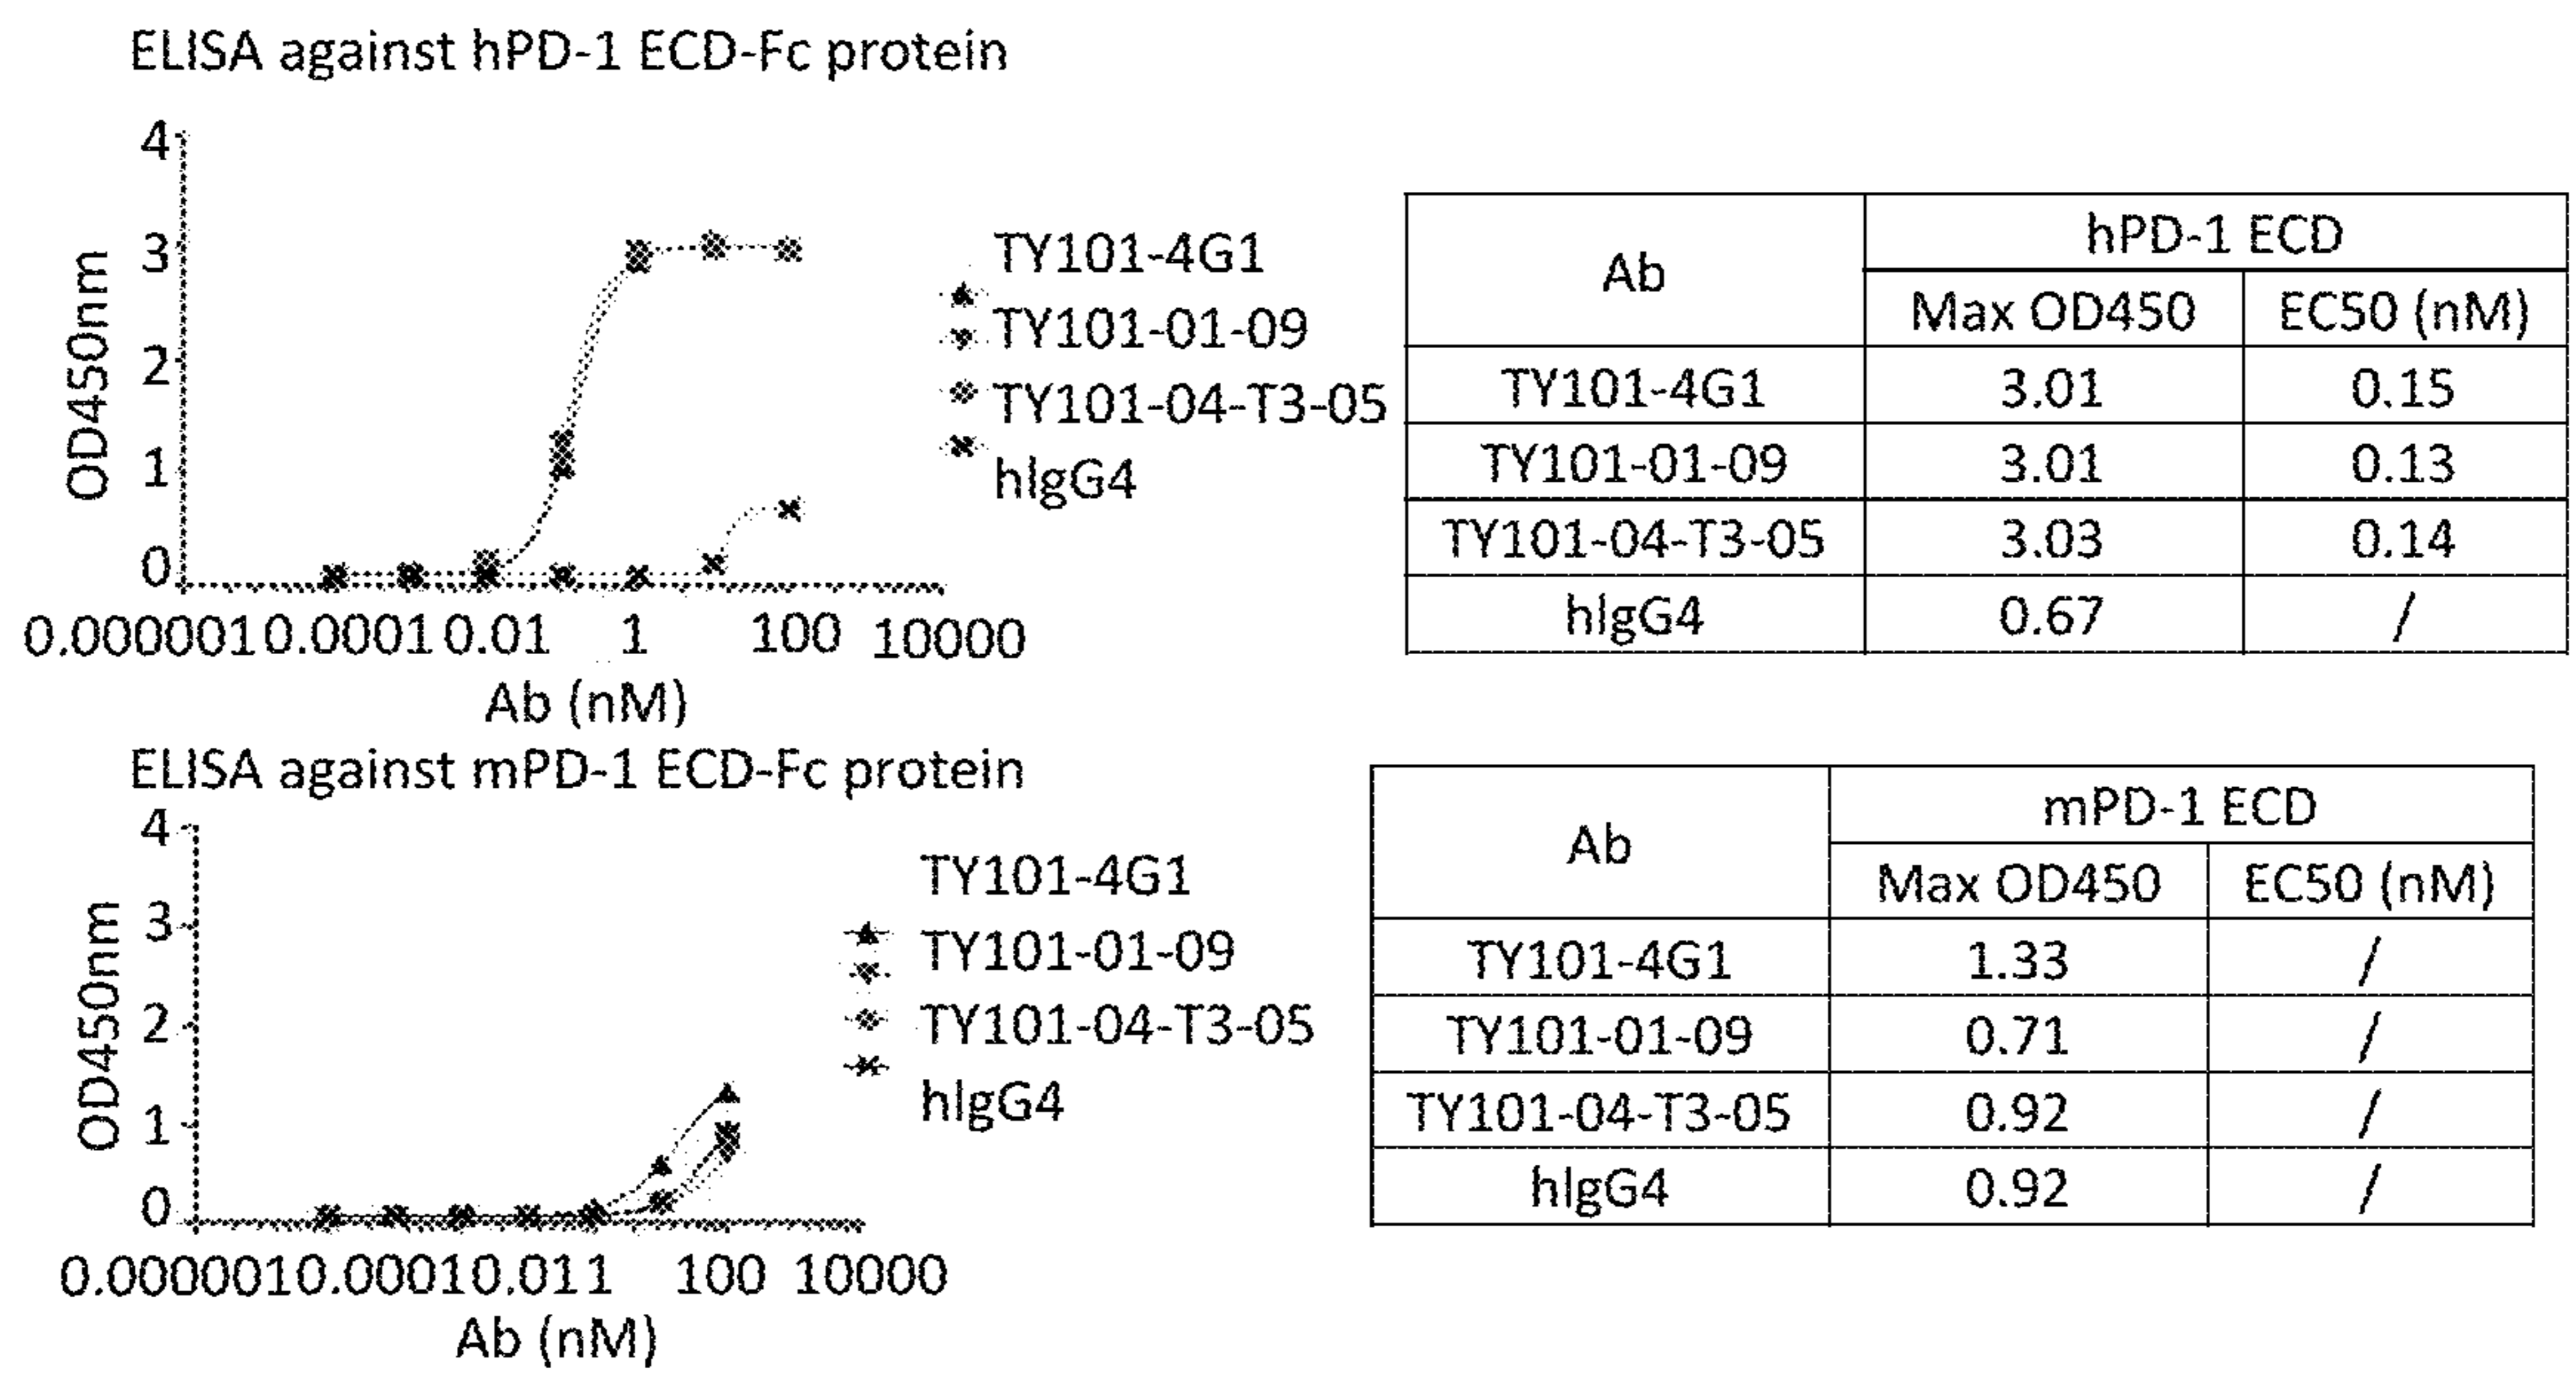 ELISA against hPD-1 ECD-Fc protein
4
3
2
1
0
OD450nm
0.000001 0.0001 0.01 1 100 10000
Ab (nM)
TY101-4G1
TY101-01-09
TY101-04-T3-05
hIgG4
Ab hPD-1 ECD
Max OD450 EC50 (nM)
TY101-4G1 3.01 0.15
TY101-01-09 3.01 0.13
TY101-04-T3-05 3.03 0.14
hIgG4 0.67 /
ELISA against mPD-1 ECD-Fc protein
4
3
2
1
0
OD450nm
0.000001 0.0001 0.01 1 100 10000
Ab (nM)
TY101-4G1
TY101-01-09
TY101-04-T3-05
hIgG4
Ab mPD-1 ECD
Max OD450 EC50 (nM)
TY101-4G1 1.33 /
TY101-01-09 0.71 /
TY101-04-T3-05 0.92 /
hIgG4 0.92 /